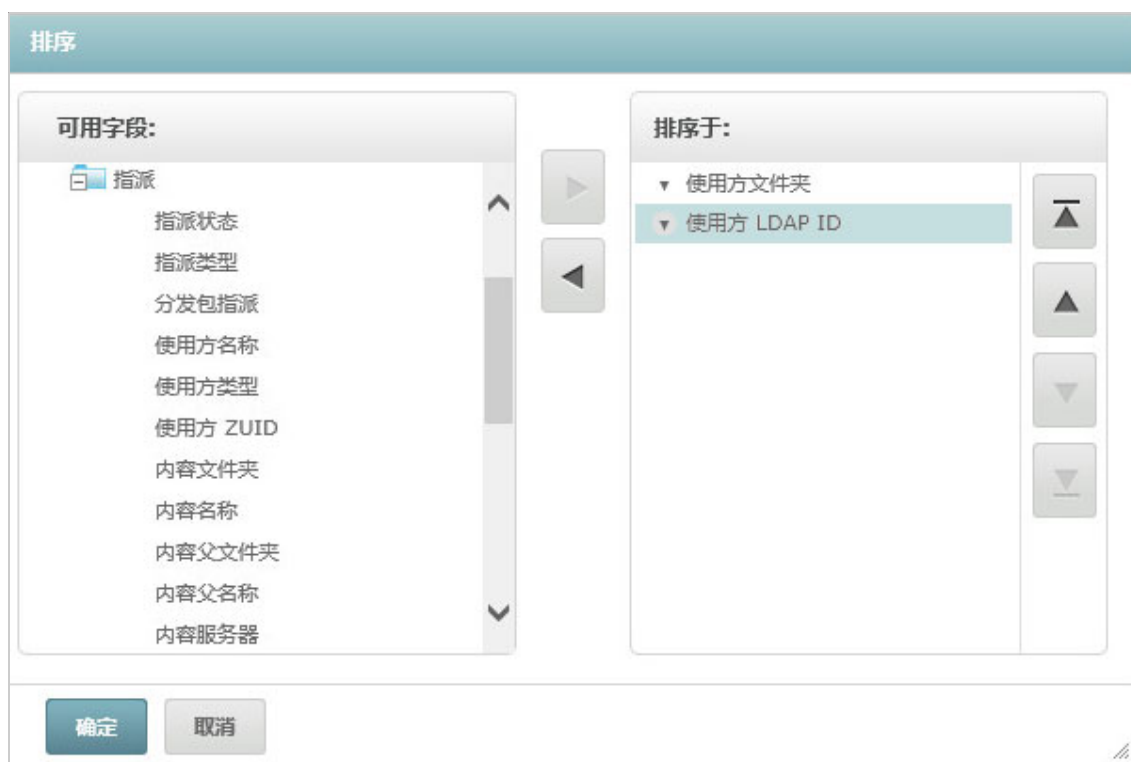 排序
可用字段:
指派
指派状态
指派类型
分发包指派
使用方名称
使用方类型
使用方 ZUID
内容文件夹
内容名称
内容父文件夹
内容父名称
内容服务器
排序于:
使用方文件夹
使用方 LDAP ID
确定
取消